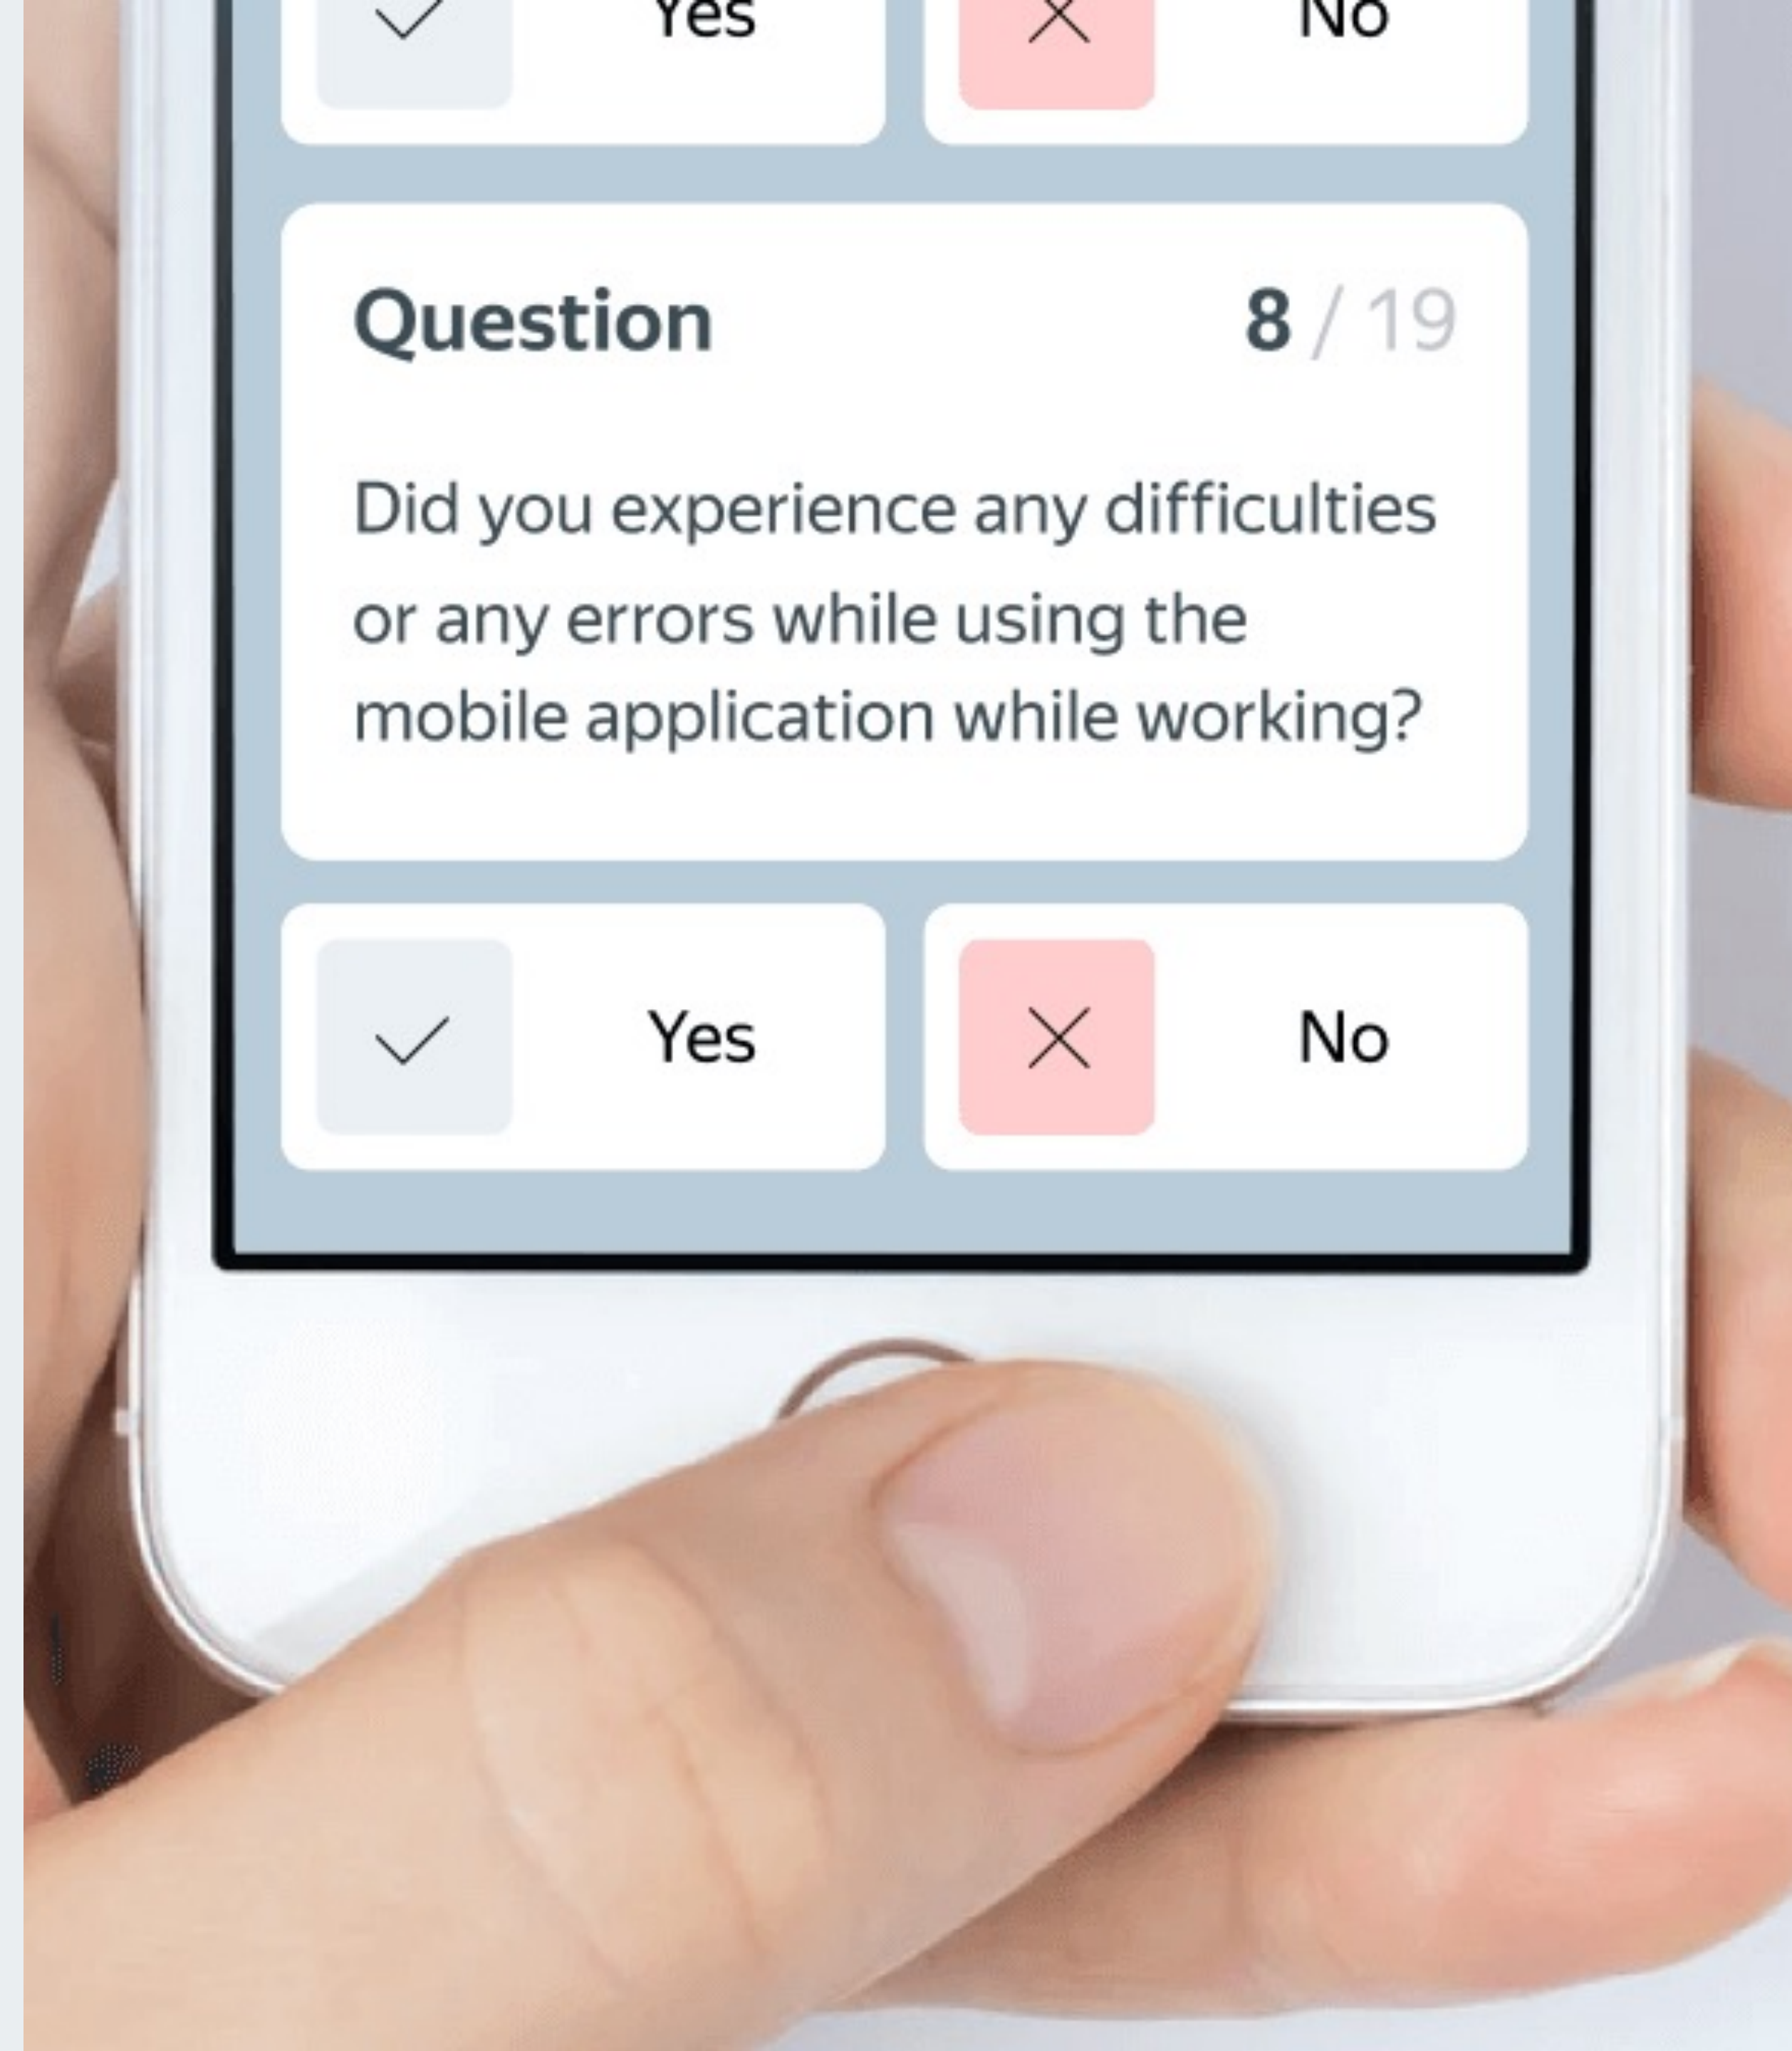 Yes No
Question 8 / 19
Did you experience any difficulties
or any errors while using the
mobile application while working?
Yes No